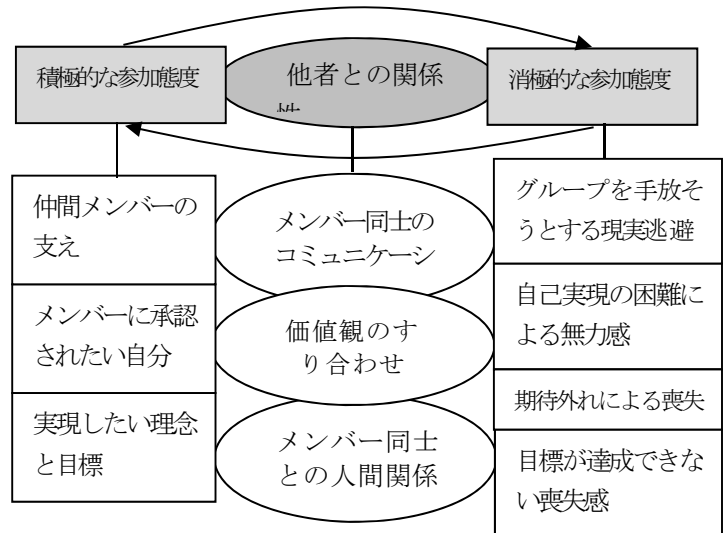 積極的な参加態度
他者との関係
性
消極的な参加態度
仲間メンバーの
支え
メンバーに承認
されたい自分
実現したい理念
と目標
メンバー同士の
コミュニケーシ
価値観のす
り合わせ
メンバー同士
との人間関係
グループを手放そ
うとする現実逃避
自己実現の困難に
よる無力感
期待外れによる喪失
目標が達成できな
い喪失感